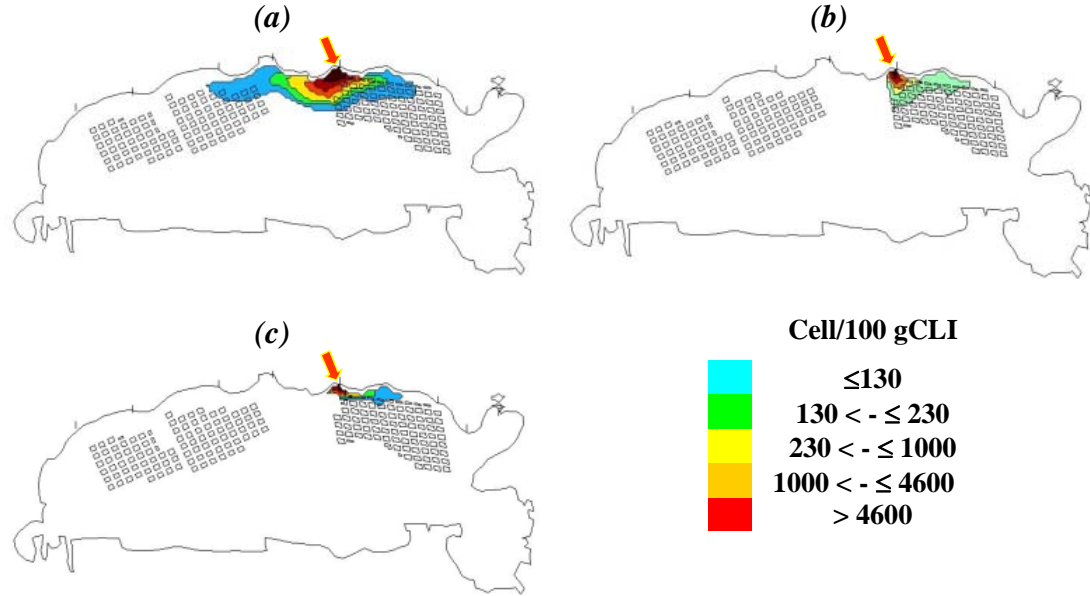 (a)
(b)
(c)
Cell/100 gCLI
≤130
130 < - ≤ 230
230 < - ≤ 1000
1000 < - ≤ 4600
> 4600